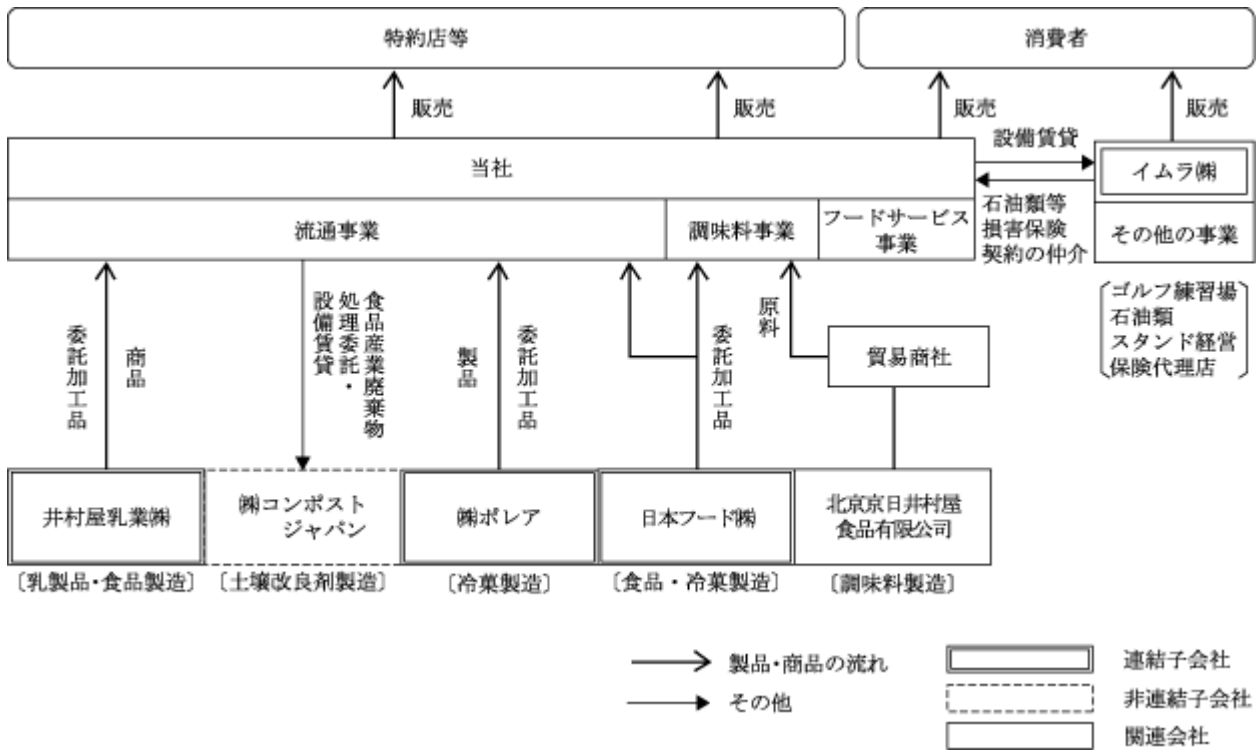 特約店等
消費者
販売
販売
販売
販売
当社
設備賃貸
イムラ㈱
流通事業
調味料事業
フードサービス
事業
石油類等
損害保険
契約の仲介
その他の事業
ゴルフ練習場
石油類
スタンド経営
保険代理店
委託加工品
商品
食品産業廃棄物
処理委託・
設備賃貸
製品
委託加工品
委託加工品
原料
貿易商社
井村屋乳業㈱
㈱コンポスト
ジャパン
㈱ポレア
日本フード㈱
北京京日井村屋
食品有限公司
〔乳製品・食品製造〕
〔土壌改良剤製造〕
〔冷菓製造〕
〔食品・冷菓製造〕
〔調味料製造〕
製品・商品の流れ
その他
連結子会社
非連結子会社
関連会社